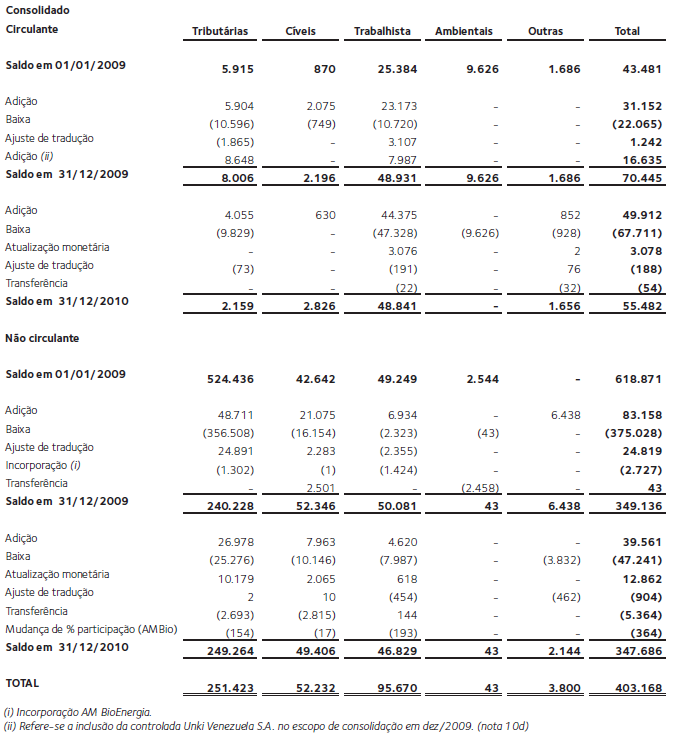 Consolidado
Circulante Tributárias Cíveis Trabalhista Ambientais Outras Total
Saldo em 01/01/2009 5.915 870 25.384 9.626 1.686 43.481
Adição 5.904 2.075 23.173 – – 31.152
Baixa (10.596) (749) (10.720) – – (22.065)
Ajuste de tradução (1.865) – 3.107 – – 1.242
Adição (ii) 8.648 – 7.987 – – 16.635
Saldo em 31/12/2009 8.006 2.196 48.931 9.626 1.686 70.445
Adição 4.055 630 44.375 – 852 49.912
Baixa (9.829) – (47.328) (9.626) (928) (67.711)
Atualização monetária – – 3.076 – 2 3.078
Ajuste de tradução (73) – (191) – 76 (188)
Transferência – – (22) – (32) (54)
Saldo em 31/12/2010 2.159 2.826 48.841 – 1.656 55.482
Não circulante
Saldo em 01/01/2009 524.436 42.642 49.249 2.544 – 618.871
Adição 48.711 21.075 6.934 – 6.438 83.158
Baixa (356.508) (16.154) (2.323) (43) – (375.028)
Ajuste de tradução 24.891 2.283 (2.355) – – 24.819
Incorporação (i) (1.302) (1) (1.424) – – (2.727)
Transferência – 2.501 – (2.458) – 43
Saldo em 31/12/2009 240.228 52.346 50.081 43 6.438 349.136
Adição 26.978 7.963 4.620 – – 39.561
Baixa (25.276) (10.146) (7.987) – (3.832) (47.241)
Atualização monetária 10.179 2.065 618 – – 12.862
Ajuste de tradução 2 10 (454) – (462) (904)
Transferência (2.693) (2.815) 144 – – (5.364)
Mudança de % participação (AMBio) (154) (17) (193) – – (364)
Saldo em 31/12/2010 249.264 49.406 46.829 43 2.144 347.686
TOTAL 251.423 52.232 95.670 43 3.800 403.168
(i) Incorporação AM BioEnergia.
(ii) Refere-se a inclusão da controlada Unki Venezuela S.A. no escopo de consolidação em dez/2009. (nota 10d)